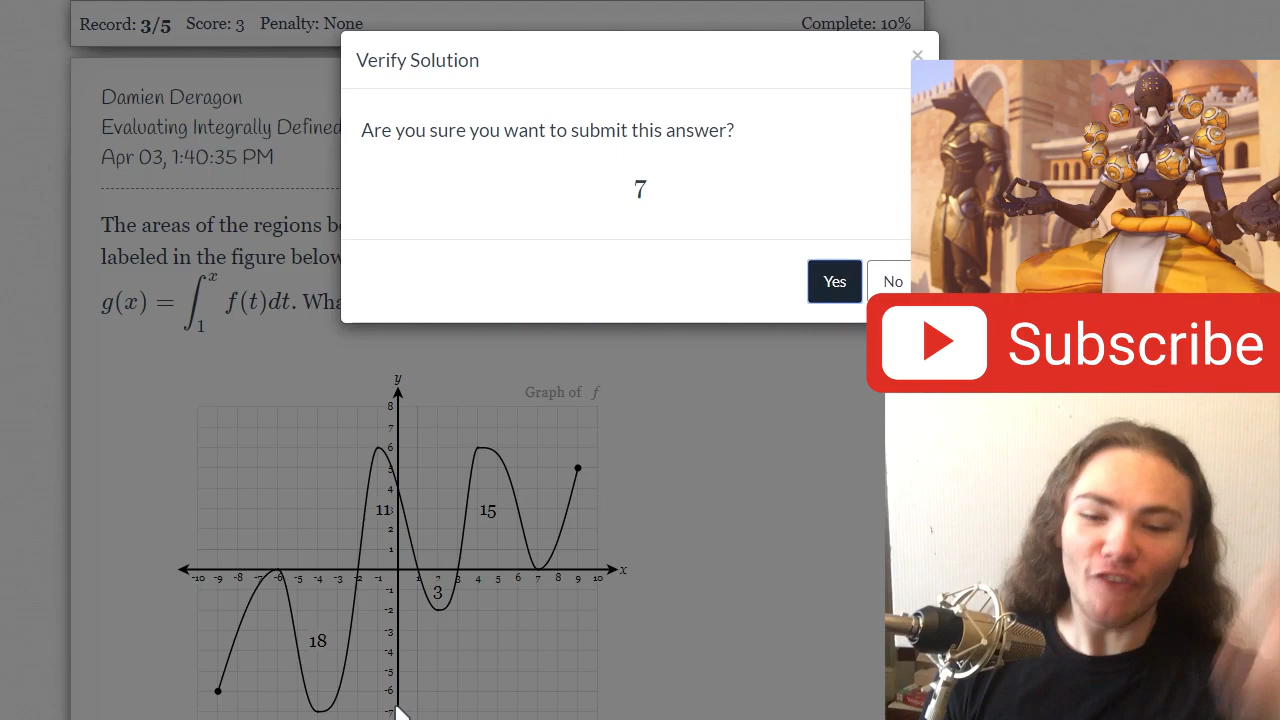 Record: 3/5 Score: 3 Penalty: None Complete: 10%
Verify Solution
×
Are you sure you want to submit this answer?
7
Yes No
Subscribe
Damien Deragon
Evaluating Integrally Defined
Apr 03, 1:40:35 PM
The areas of the regions b
labeled in the figure below
g(x) = ∫₁ˣ f(t)dt. Wha
Graph of f
y
8
7
6
5
4
3
2
1
-10 -9 -8 -7 -6 -5 -4 -3 -2 -1 1 2 3 4 5 6 7 8 9 10 x
-1
-2
-3
-4
-5
-6
-7
11
15
3
18